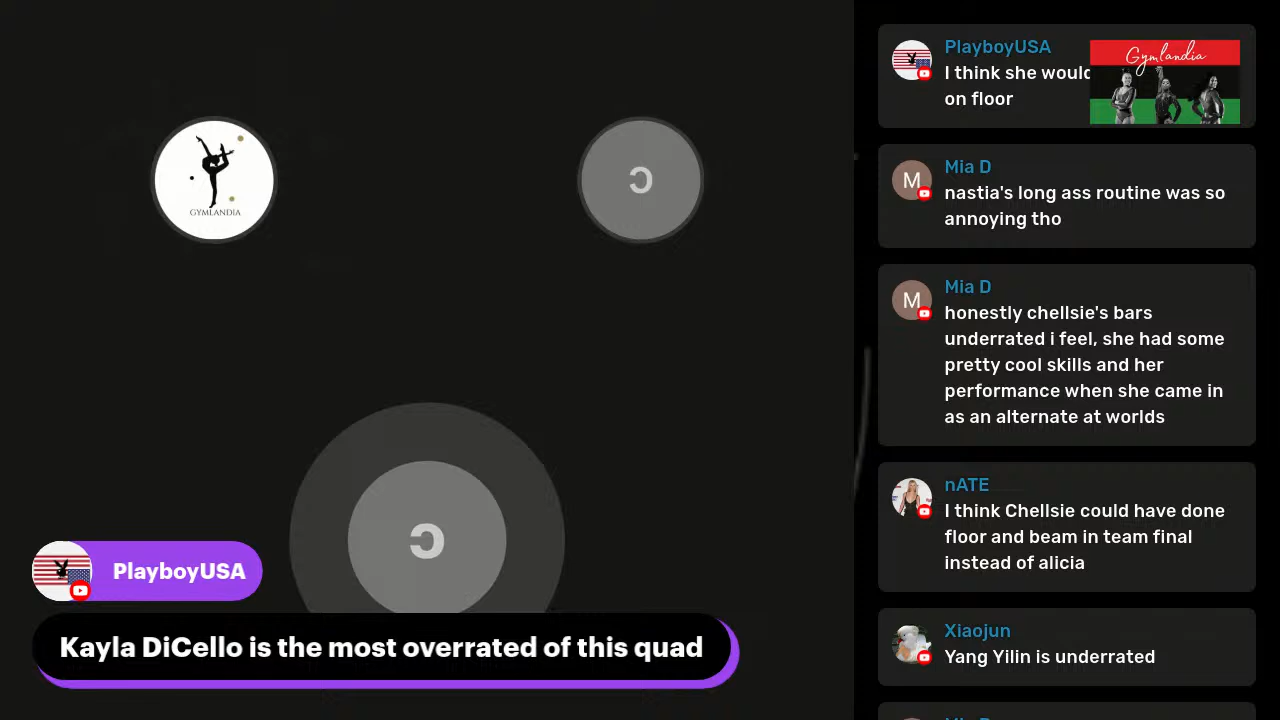 GYMLANDIA
PlayboyUSA
Kayla DiCello is the most overrated of this quad
PlayboyUSA
I think she would
on floor
Gymlandia
Mia D
M
nastia's long ass routine was so
annoying tho
Mia D
M
honestly chellsie's bars
underrated i feel, she had some
pretty cool skills and her
performance when she came in
as an alternate at worlds
nATE
I think Chellsie could have done
floor and beam in team final
instead of alicia
Xiaojun
Yang Yilin is underrated